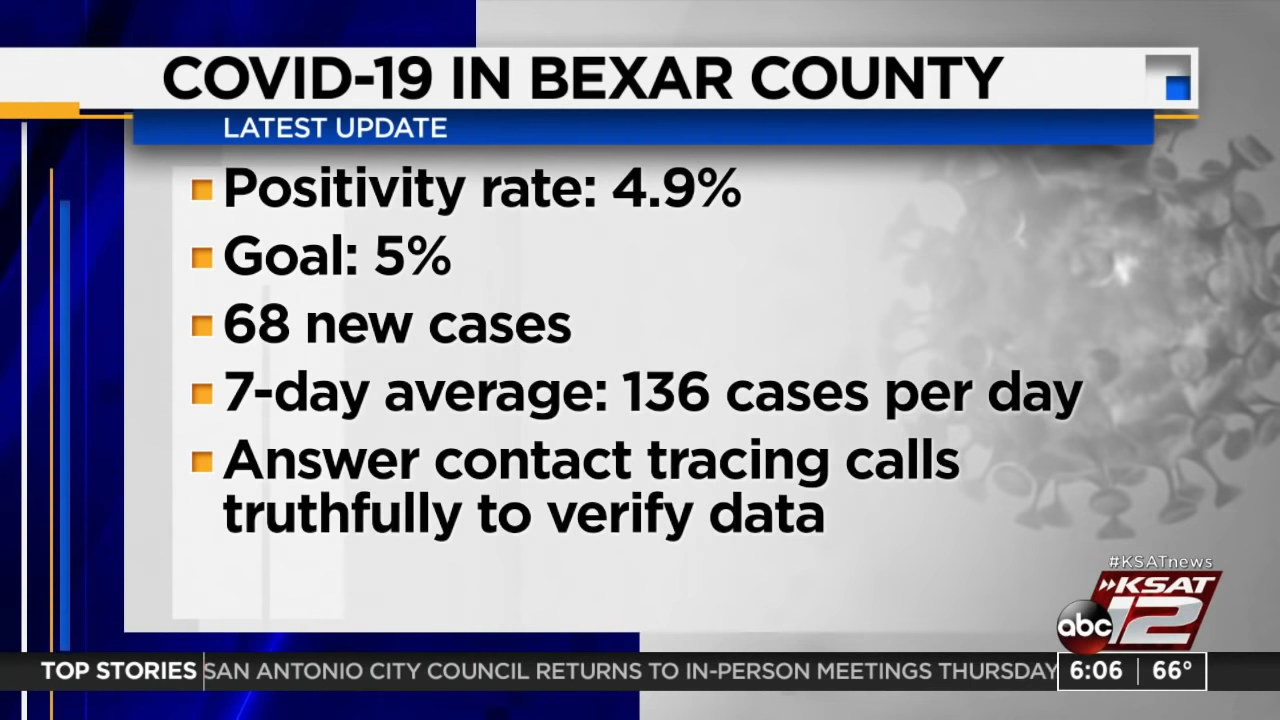 COVID-19 IN BEXAR COUNTY
LATEST UPDATE
Positivity rate: 4.9%
Goal: 5%
68 new cases
7-day average: 136 cases per day
Answer contact tracing calls
truthfully to verify data
#KSATnews
KSAT
abc 12
TOP STORIES SAN ANTONIO CITY COUNCIL RETURNS TO IN-PERSON MEETINGS THURSDAY 6:06 66°